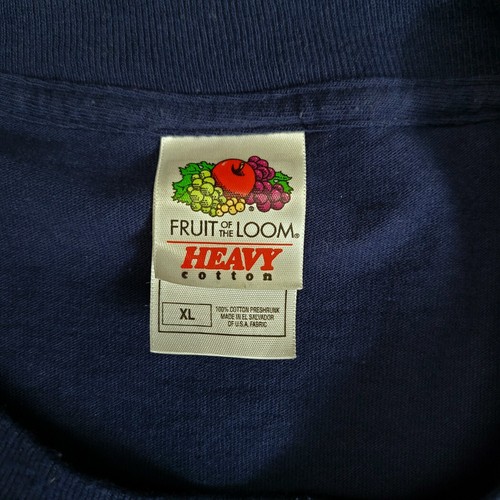 FRUIT OF THE LOOM®
HEAVY
cotton
XL
100% COTTON PRESHRUNK
MADE IN EL SALVADOR
OF U.S.A. FABRIC